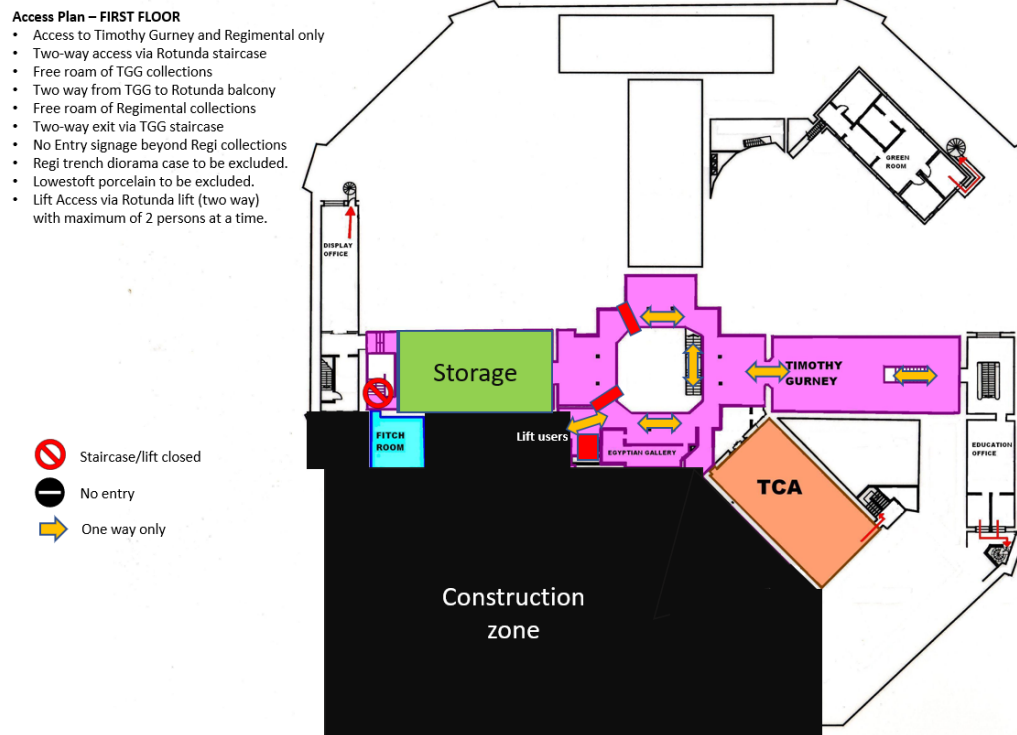 Access Plan – FIRST FLOOR
• Access to Timothy Gurney and Regimental only
• Two-way access via Rotunda staircase
• Free roam of TGG collections
• Two way from TGG to Rotunda balcony
• Free roam of Regimental collections
• Two-way exit via TGG staircase
• No Entry signage beyond Regi collections
• Regi trench diorama case to be excluded.
• Lowestoft porcelain to be excluded.
• Lift Access via Rotunda lift (two way)
with maximum of 2 persons at a time.
GREEN
ROOM
DISPLAY
OFFICE
Storage
TIMOTHY
GURNEY
FITCH
ROOM
Lift users
EGYPTIAN GALLERY
EDUCATION
OFFICE
TCA
Staircase/lift closed
No entry
One way only
Construction
zone